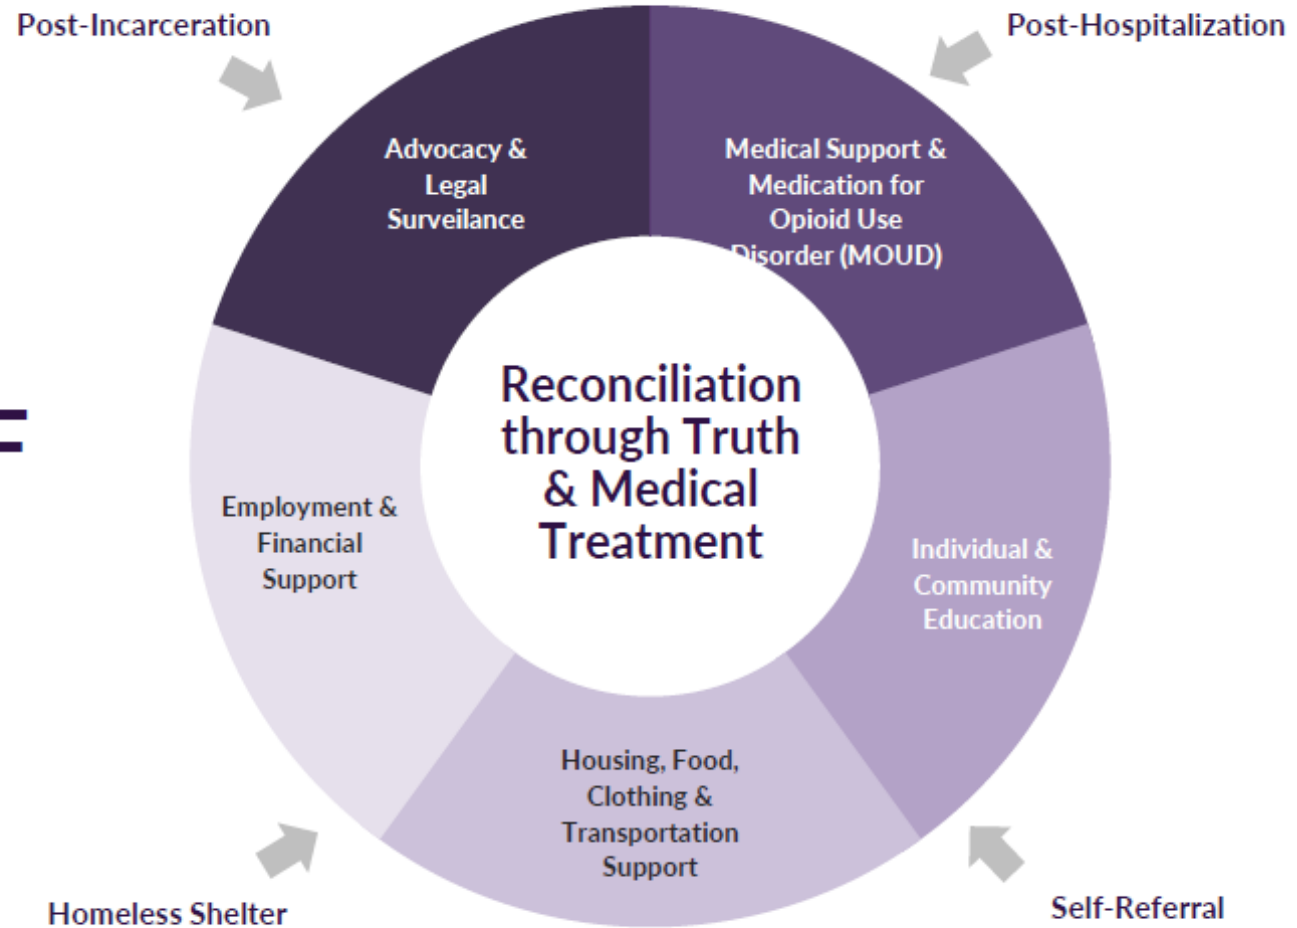 Post-Incarceration
Post-Hospitalization
Advocacy &
Legal
Surveilance
Medical Support &
Medication for
Opioid Use
Disorder (MOUD)
Reconciliation
through Truth
& Medical
Treatment
Employment &
Financial
Support
Individual &
Community
Education
Housing, Food,
Clothing &
Transportation
Support
Homeless Shelter
Self-Referral